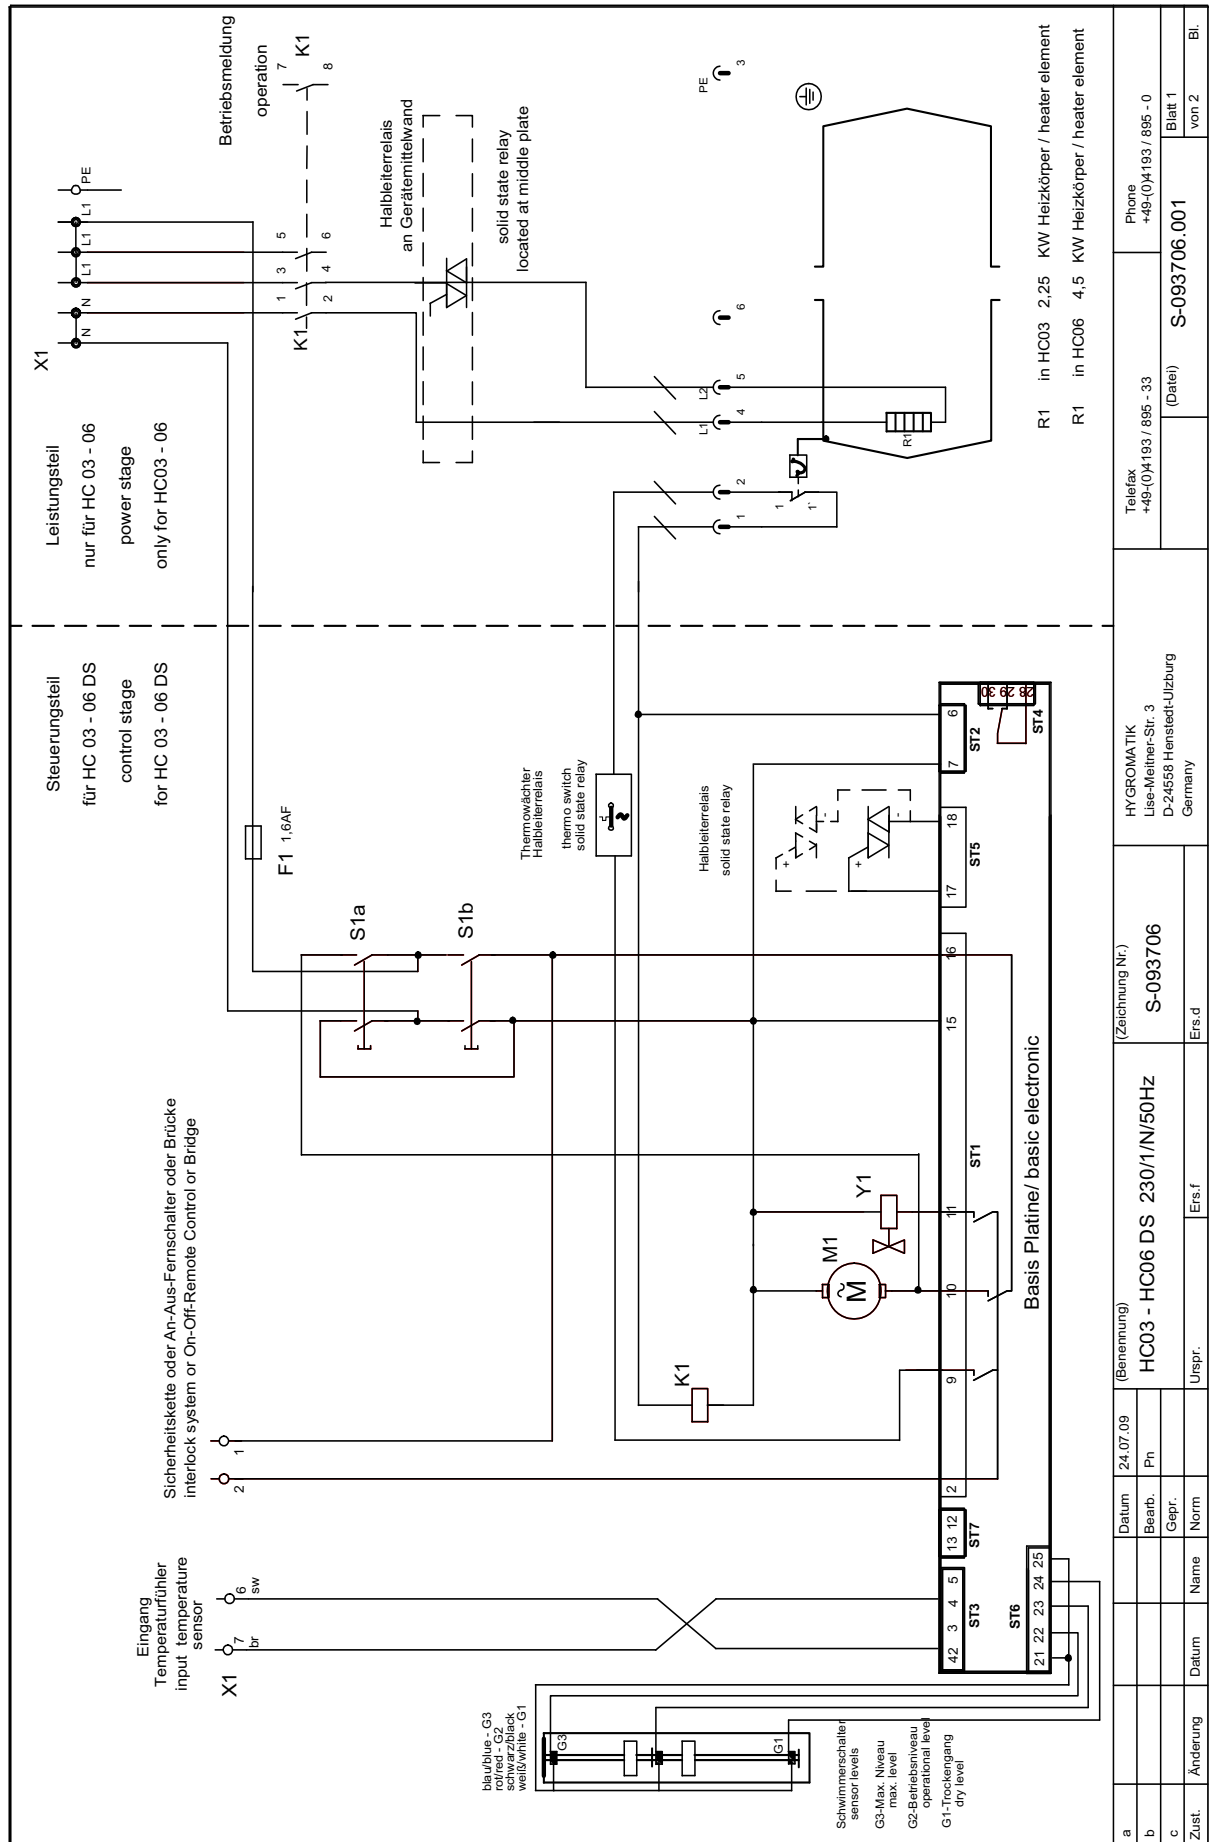 Eingang
Temperaturfühler
input temperature
sensor
X1
7
br
6
sw
Sicherheitskette oder An-Aus-Fernschalter oder Brücke
interlock system or On-Off-Remote Control or Bridge
2
1
Steuerungsteil
für HC 03 - 06 DS
control stage
for HC 03 - 06 DS
Leistungsteil
nur für HC 03 - 06
power stage
only for HC03 - 06
X1
N
N
L1
L1
L1
PE
Betriebsmeldung
operation
7
8
K1
K1
1
2
3
4
5
6
Halbleiterrelais
an Gerätemittelwand
solid state relay
located at middle plate
F1 1,6AF
S1a
S1b
Thermowächer
Halbleiterrelais
thermo switch
solid state relay
Halbleiterrelais
solid state relay
+
-
+
-
K1
M1
M
Y1
L1
L2
PE
1
2
4
5
6
3
1
1'
R1
R1 in HC03 2,25 KW Heizkörper / heater element
R1 in HC06 4,5 KW Heizkörper / heater element
blau/blue - G3
rot/red - G2
schwarz/black
weiß/white - G1
G3
G1
Schwimmerschalter
sensor levels
G3-Max. Niveau
max. level
G2-Betriebsniveau
operational level
G1-Trockengang
dry level
42 3 4 5
ST3
13 12
ST7
2
9
10
11
15
16
ST1
17
18
ST5
7
6
ST2
28 29 30
ST4
21 22 23 24 25
ST6
Basis Platine/ basic electronic
a
b
c
Zust.
Änderung
Datum
Name
Datum
24.07.09
Bearb.
Pn
Gepr.
Norm
(Benennung)
HC03 - HC06 DS 230/1/N/50Hz
Urspr.
Ers.f
(Zeichnung Nr.)
S-093706
Ers.d
HYGROMATIK
Lise-Meitner-Str. 3
D-24558 Henstedt-Ulzburg
Germany
Telefax
+49-(0)4193 / 895 - 33
Phone
+49-(0)4193 / 895 - 0
(Datei)
S-093706.001
Blatt 1
von 2
Bl.